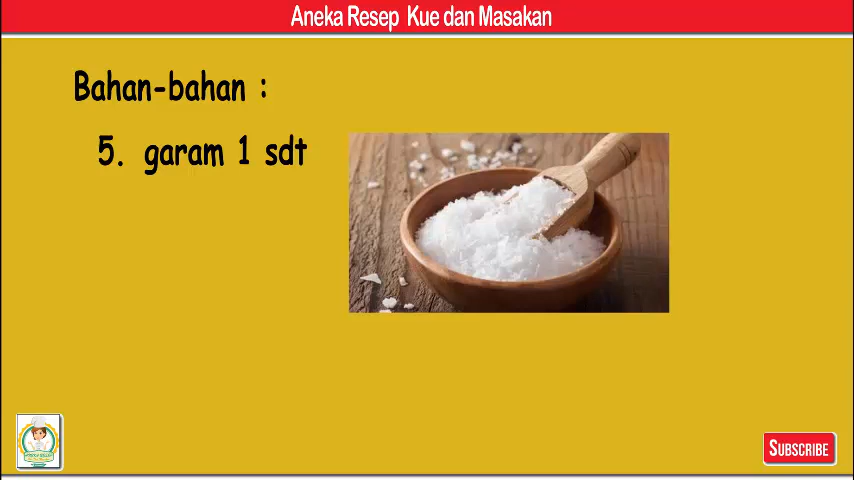 Aneka Resep Kue dan Masakan
Bahan-bahan :
5. garam 1 sdt
SUBSCRIBE